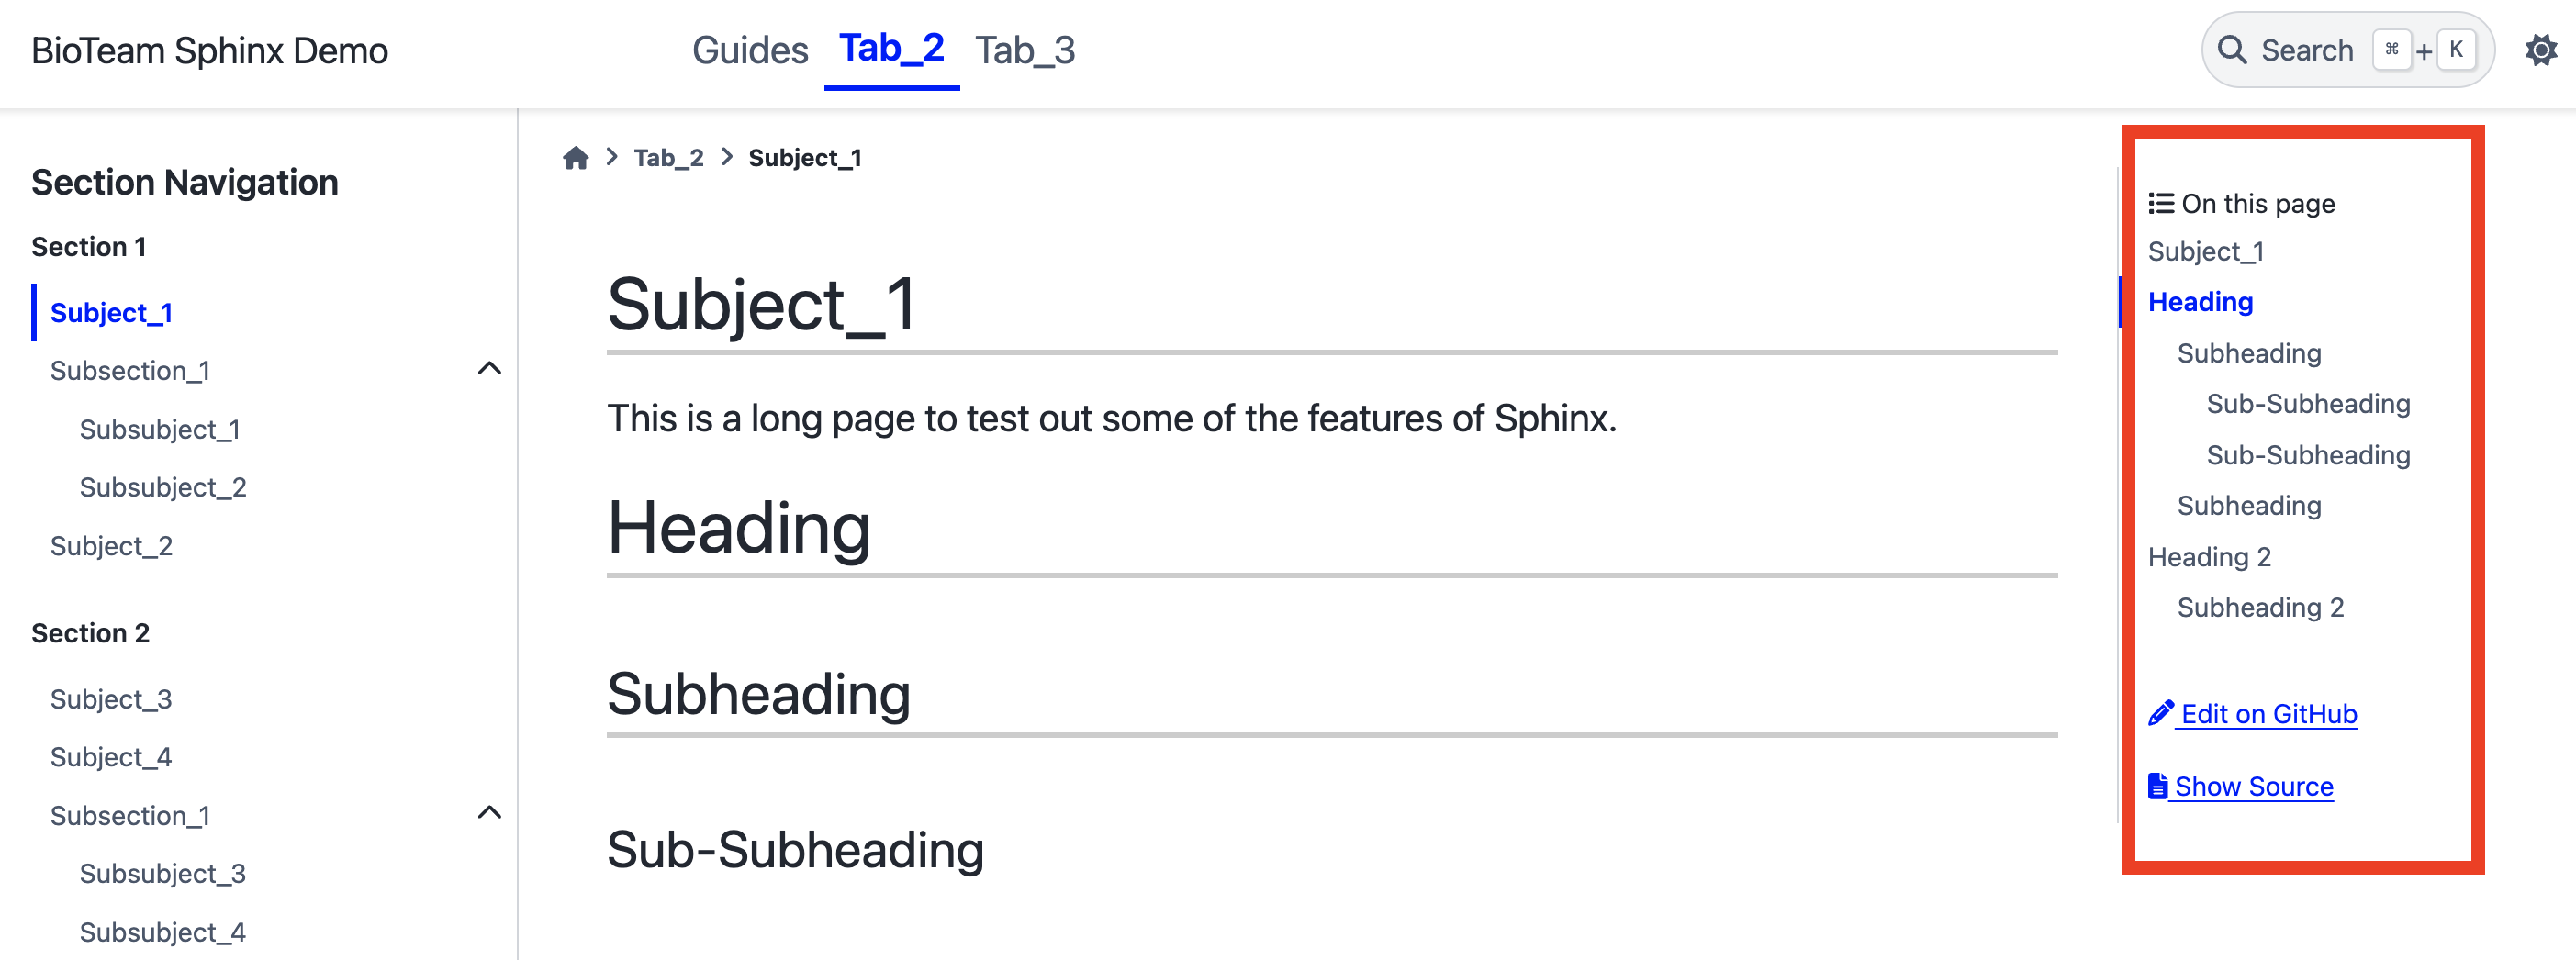 BioTeam Sphinx Demo
Guides Tab_2 Tab_3
Search ⌘ + K
Section Navigation
Section 1
Subject_1
Subsection_1
Subsubject_1
Subsubject_2
Subject_2
Section 2
Subject_3
Subject_4
Subsection_1
Subsubject_3
Subsubject_4
Tab_2 > Subject_1
Subject_1
This is a long page to test out some of the features of Sphinx.
Heading
Subheading
Sub-Subheading
On this page
Subject_1
Heading
Subheading
Sub-Subheading
Sub-Subheading
Subheading
Heading 2
Subheading 2
Edit on GitHub
Show Source